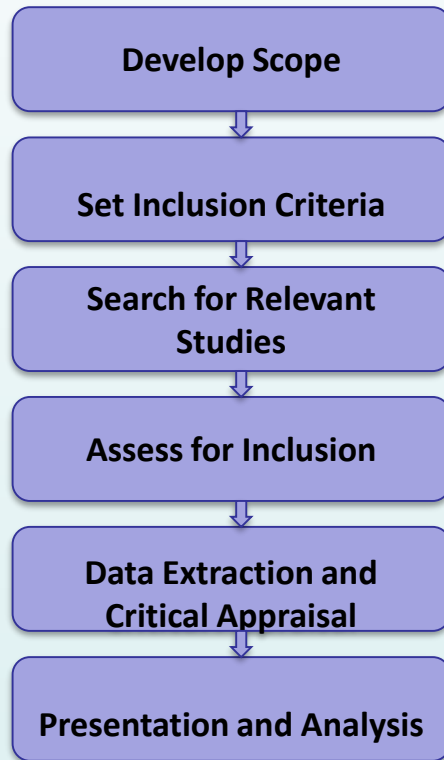 Develop Scope
Set Inclusion Criteria
Search for Relevant
Studies
Assess for Inclusion
Data Extraction and
Critical Appraisal
Presentation and Analysis